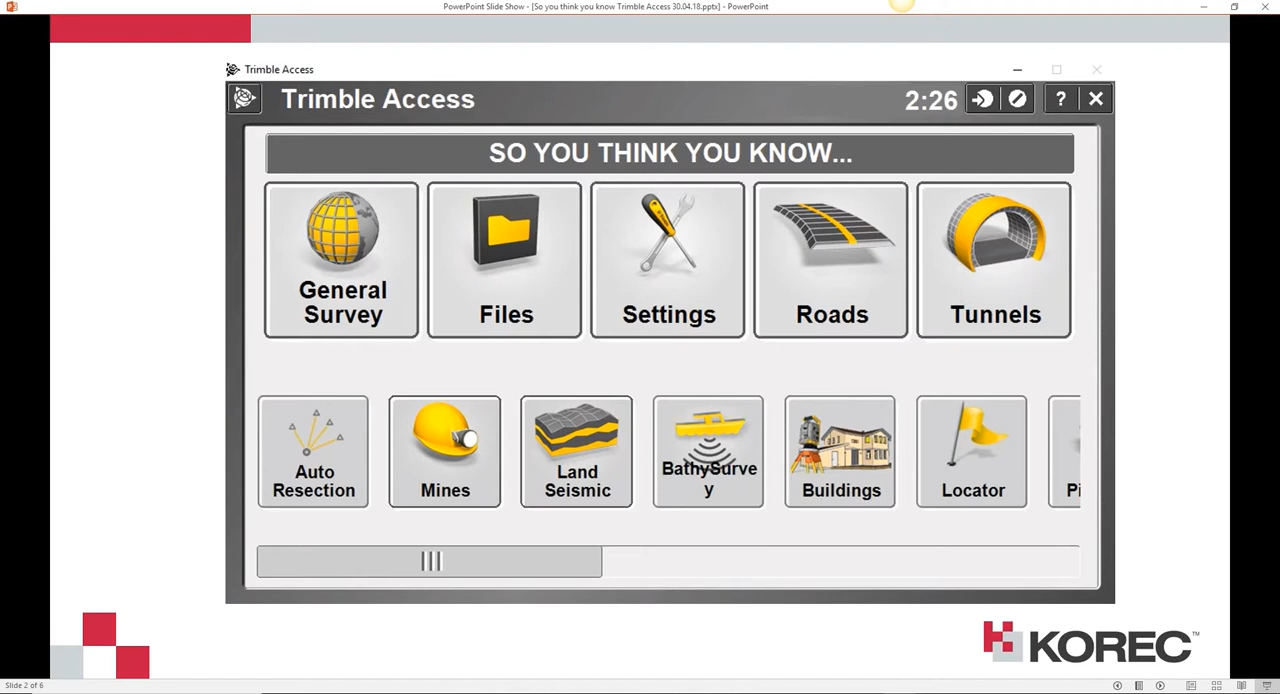 PowerPoint Slide Show - [So you think you know Trimble Access 30.04.18.pptx] - PowerPoint
Trimble Access
Trimble Access
2:26
?
SO YOU THINK YOU KNOW...
General
Survey
Files
Settings
Roads
Tunnels
Auto
Resection
Mines
Land
Seismic
BathySurve
y
Buildings
Locator
Pi
KOREC™
Slide 2 of 6